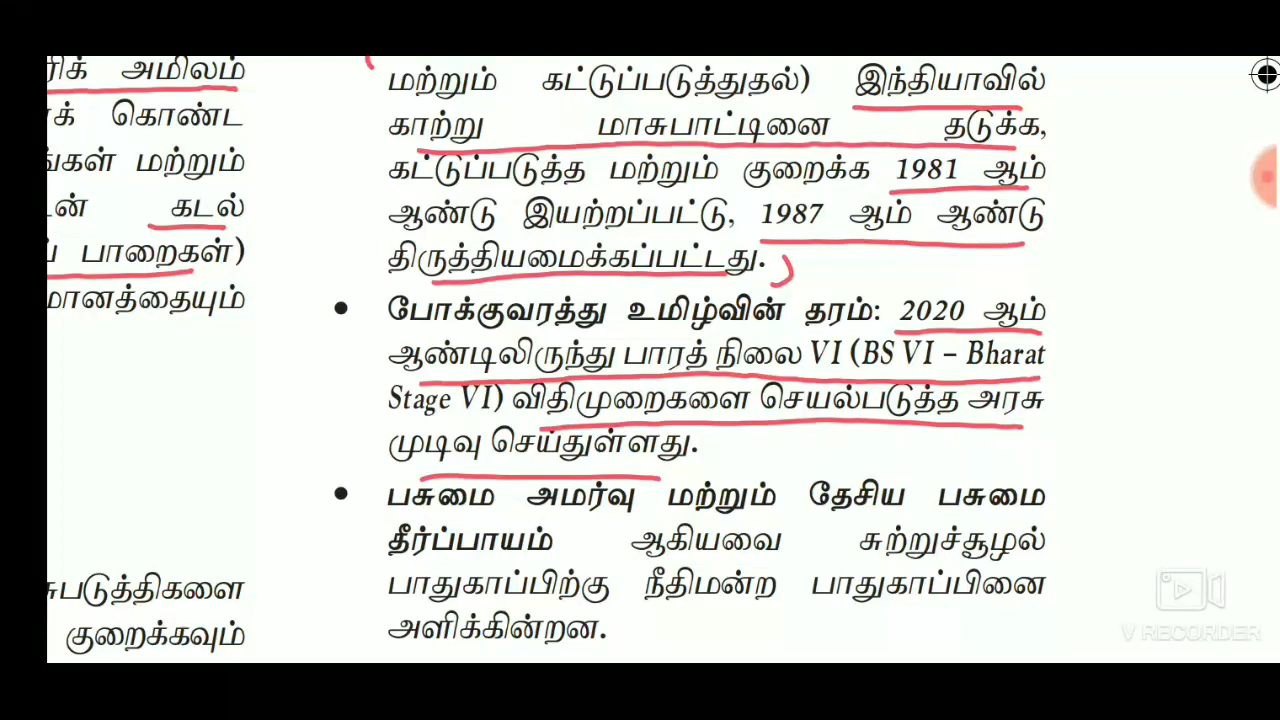 ரிக் அமிலம்
கொண்ட
மற்றும்
கடல்
பாறைகள்)
மானத்தையும்
சுபடுத்திகளை
குறைக்கவும்
மற்றும் கட்டுப்படுத்துதல்) இந்தியாவில்
காற்று மாசுபாட்டினை தடுக்க,
கட்டுப்படுத்த மற்றும் குறைக்க 1981 ஆம்
ஆண்டு இயற்றப்பட்டு, 1987 ஆம் ஆண்டு
திருத்தியமைக்கப்பட்டது.
• போக்குவரத்து உமிழ்வின் தரம்: 2020 ஆம்
ஆண்டிலிருந்து பாரத் நிலை VI (BS VI – Bharat
Stage VI) விதிமுறைகளை செயல்படுத்த அரசு
முடிவு செய்துள்ளது.
• பசுமை அமர்வு மற்றும் தேசிய பசுமை
தீர்ப்பாயம் ஆகியவை சுற்றுச்சூழல்
பாதுகாப்பிற்கு நீதிமன்ற பாதுகாப்பினை
அளிக்கின்றன.
V RECORDER